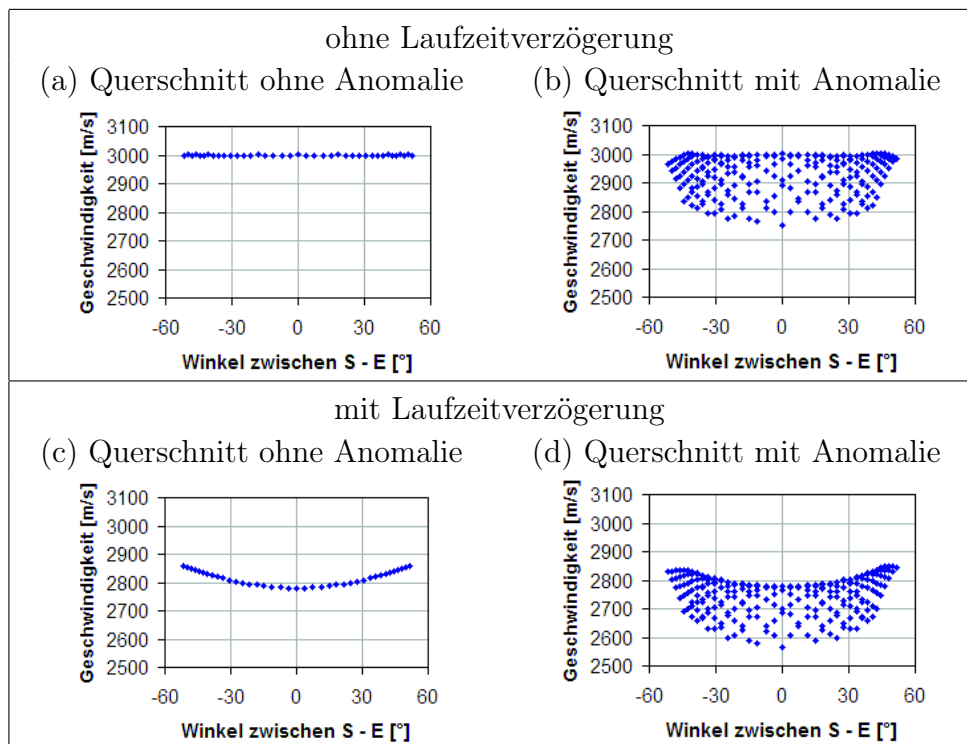 ohne Laufzeitverzögerung
(a) Querschnitt ohne Anomalie
(b) Querschnitt mit Anomalie
Geschwindigkeit [m/s]
3100
3000
2900
2800
2700
2600
2500
-60 -30 0 30 60
Winkel zwischen S - E [°]
Geschwindigkeit [m/s]
3100
3000
2900
2800
2700
2600
2500
-60 -30 0 30 60
Winkel zwischen S - E [°]
mit Laufzeitverzögerung
(c) Querschnitt ohne Anomalie
(d) Querschnitt mit Anomalie
Geschwindigkeit [m/s]
3100
3000
2900
2800
2700
2600
2500
-60 -30 0 30 60
Winkel zwischen S - E [°]
Geschwindigkeit [m/s]
3100
3000
2900
2800
2700
2600
2500
-60 -30 0 30 60
Winkel zwischen S - E [°]